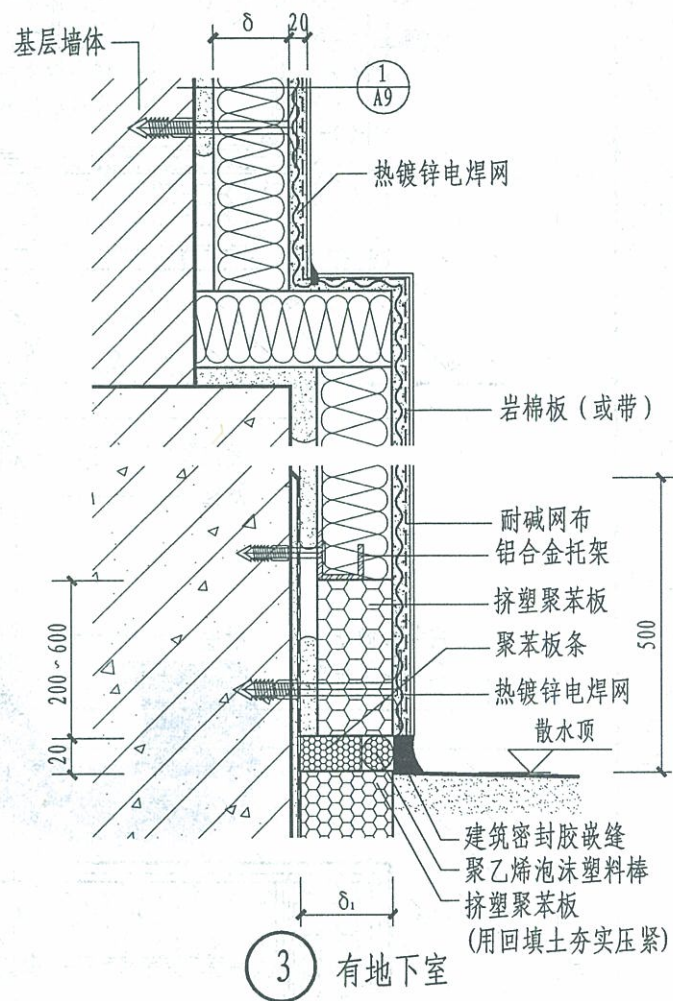 δ
20
基层墙体
1
A9
热镀锌电焊网
岩棉板（或带）
耐碱网布
铝合金托架
挤塑聚苯板
200~600
500
聚苯板条
热镀锌电焊网
散水顶
20
建筑密封胶嵌缝
聚乙烯泡沫塑料棒
δ₁
挤塑聚苯板
(用回填土夯实压紧)
3 有地下室